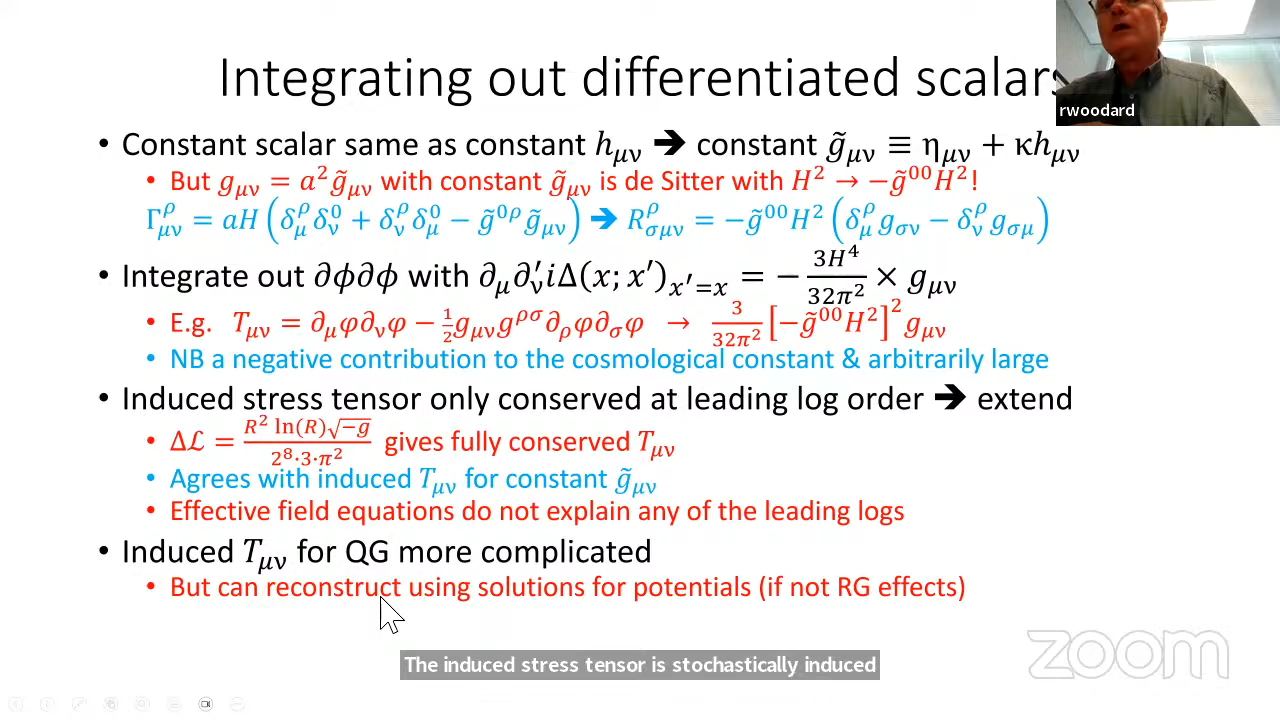 Integrating out differentiated scalars
rwoodard
• Constant scalar same as constant h_μν ➔ constant g̃_μν ≡ η_μν + κh_μν
• But g_μν = a²g̃_μν with constant g̃_μν is de Sitter with H² → −g̃⁰⁰H²!
Γ^ρ_μν = aH(δ^ρ_μ δ^0_ν + δ^ρ_ν δ^0_μ − g̃^0ρ g̃_μν) ➔ R^ρ_σμν = −g̃⁰⁰H²(δ^ρ_μ g_σν − δ^ρ_ν g_σμ)
• Integrate out ∂ϕ∂ϕ with ∂_μ∂′_ν iΔ(x; x′)_x′=x = −3H⁴/32π² × g_μν
• E.g. T_μν = ∂_μφ∂_νφ − ½g_μν g^ρσ ∂_ρφ∂_σφ → 3/32π² [−g̃⁰⁰H²]² g_μν
• NB a negative contribution to the cosmological constant & arbitrarily large
• Induced stress tensor only conserved at leading log order ➔ extend
• Δℒ = R² ln(R)√−g / 2⁸·3·π² gives fully conserved T_μν
• Agrees with induced T_μν for constant g̃_μν
• Effective field equations do not explain any of the leading logs
• Induced T_μν for QG more complicated
• But can reconstruct using solutions for potentials (if not RG effects)
zoom
The induced stress tensor is stochastically induced